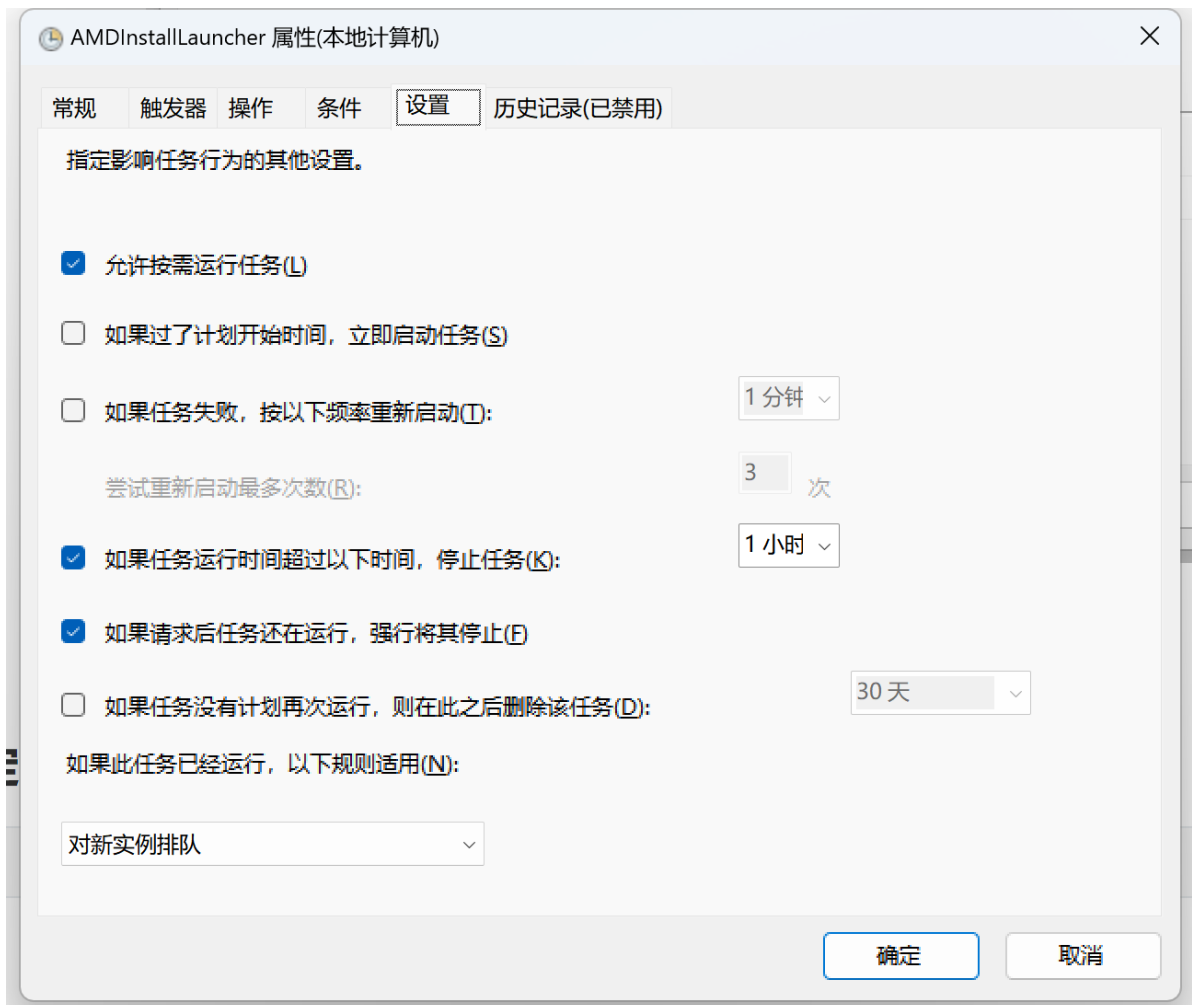 AMDInstallLauncher 属性(本地计算机)
常规 触发器 操作 条件 设置 历史记录(已禁用)
指定影响任务行为的其他设置。
允许按需运行任务(L)
如果过了计划开始时间，立即启动任务(S)
如果任务失败，按以下频率重新启动(T): 1 分钟
尝试重新启动最多次数(R): 3 次
如果任务运行时间超过以下时间，停止任务(K): 1 小时
如果请求后任务还在运行，强行将其停止(F)
如果任务没有计划再次运行，则在此之后删除该任务(D): 30 天
如果此任务已经运行，以下规则适用(N):
对新实例排队
确定 取消